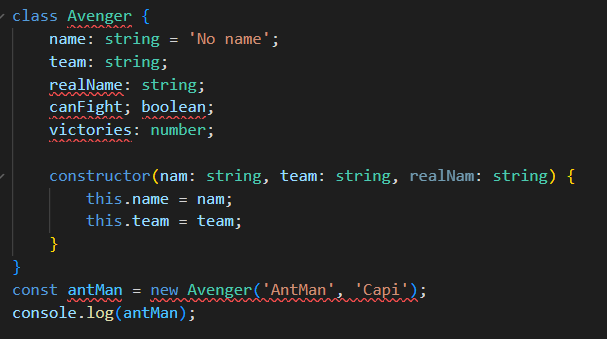 class Avenger {
    name: string = 'No name';
    team: string;
    realName: string;
    canFight; boolean;
    victories: number;

    constructor(nam: string, team: string, realNam: string) {
        this.name = nam;
        this.team = team;
    }
}
const antMan = new Avenger('AntMan', 'Capi');
console.log(antMan);